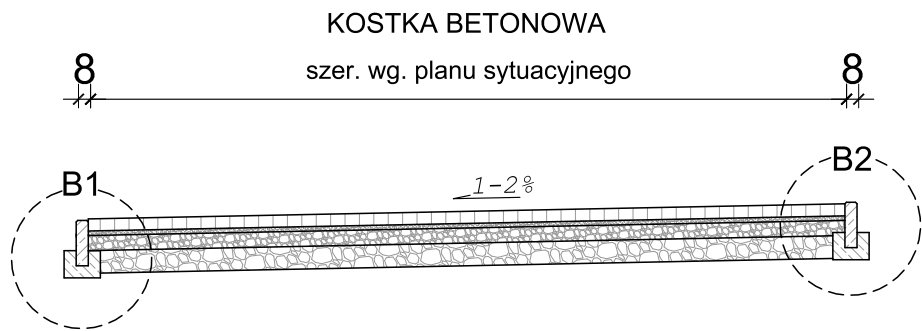 KOSTKA BETONOWA
8 szer. wg. planu sytuacyjnego 8
B1 1-2% B2